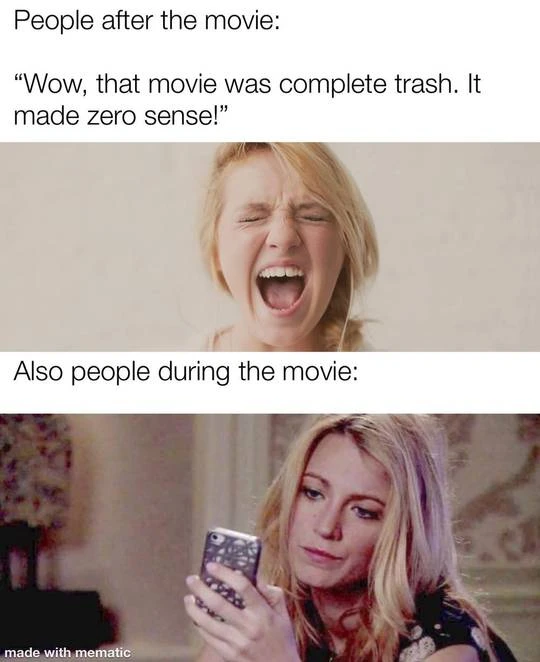 People after the movie:
“Wow, that movie was complete trash. It
made zero sense!”
Also people during the movie:
made with mematic